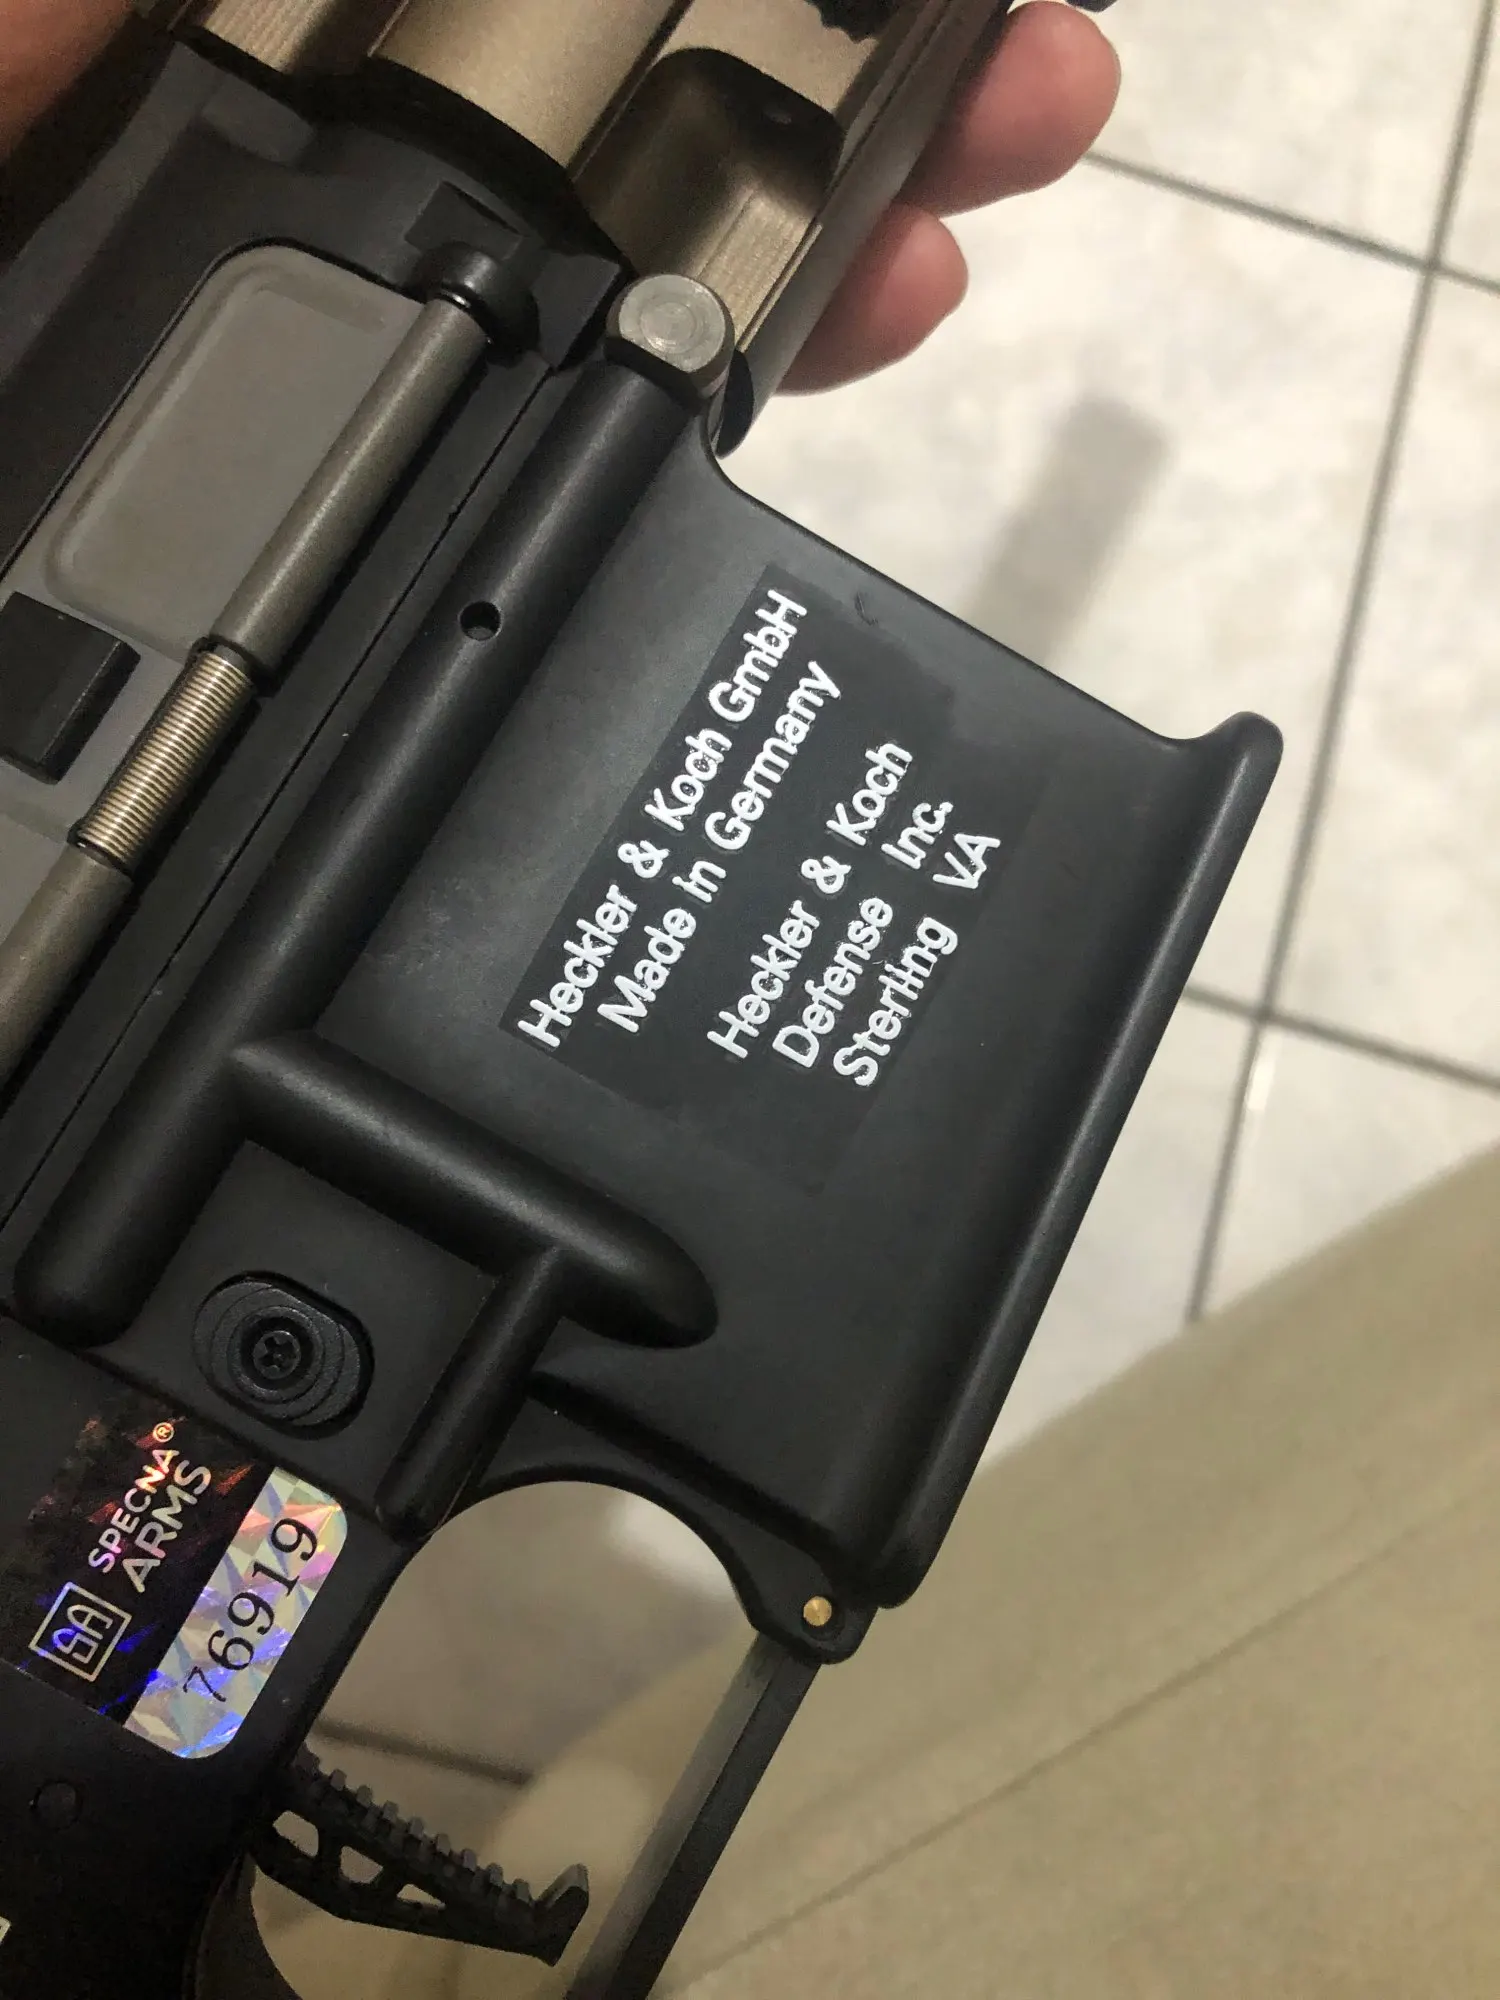 Heckler & Koch GmbH
Made in Germany
Heckler & Koch
Defense Inc.
Sterling VA
SPECNA®
ARMS
SA
76919